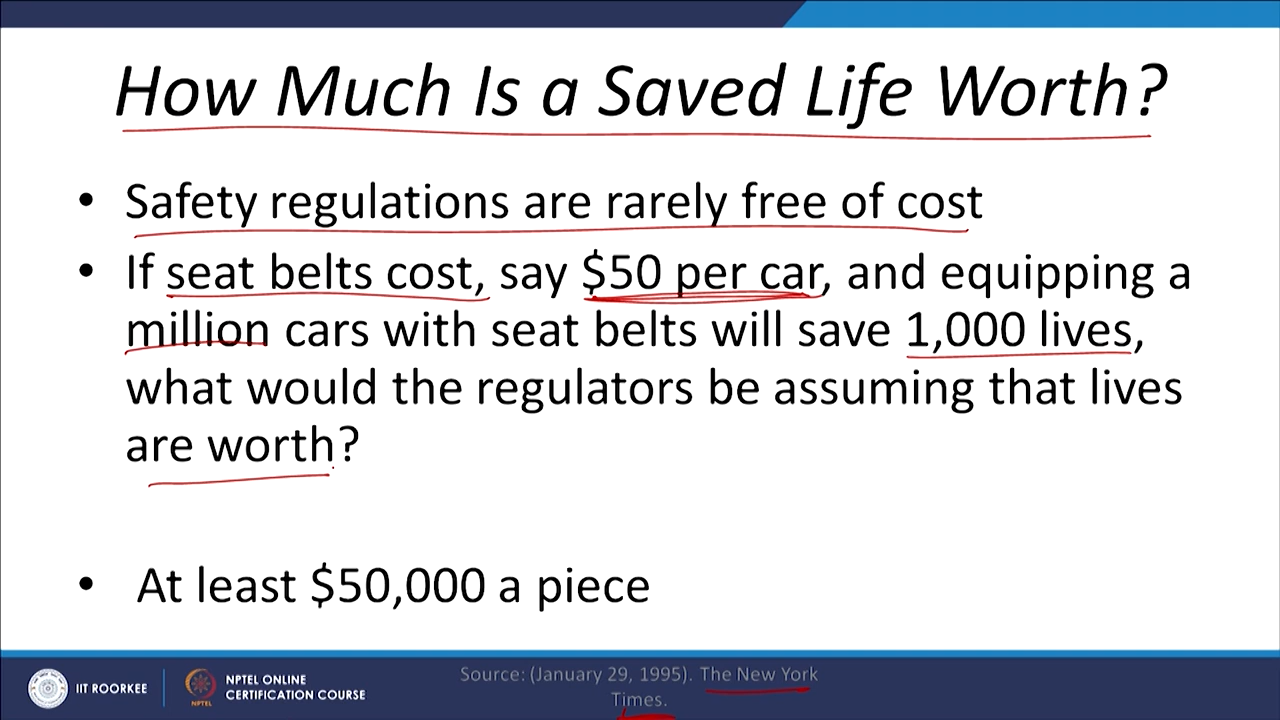 How Much Is a Saved Life Worth?
• Safety regulations are rarely free of cost
• If seat belts cost, say $50 per car, and equipping a
million cars with seat belts will save 1,000 lives,
what would the regulators be assuming that lives
are worth?
• At least $50,000 a piece
IIT ROORKEE
NPTEL
NPTEL ONLINE
CERTIFICATION COURSE
Source: (January 29, 1995). The New York
Times.